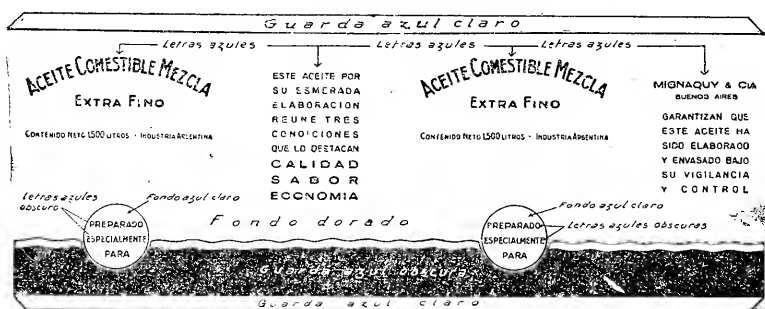 Guarda azul claro
Letras azules
Letras azules
Letras azules
ACEITE COMESTIBLE MEZCLA
EXTRA FINO
CONTENIDO NETO 1,500 LITROS - INDUSTRIA ARGENTINA
ESTE ACEITE POR
SU ESMERADA
ELABORACION
REUNE TRES
CONDICIONES
QUE LO DESTACAN
CALIDAD
SABOR
ECONOMIA
ACEITE COMESTIBLE MEZCLA
EXTRA FINO
CONTENIDO NETO 1,500 LITROS - INDUSTRIA ARGENTINA
MIGNAQUY & CIA
BUENOS AIRES
GARANTIZAN QUE
ESTE ACEITE HA
SIDO ELABORADO
Y ENVASADO BAJO
SU VIGILANCIA
Y CONTROL
Letras azules
obscuro
Fondo azul claro
PREPARADO
ESPECIALMENTE
PARA
Fondo dorado
Fondo azul claro
Letras azules obscuras
PREPARADO
ESPECIALMENTE
PARA
Guarda azul obscura
Guarda azul claro